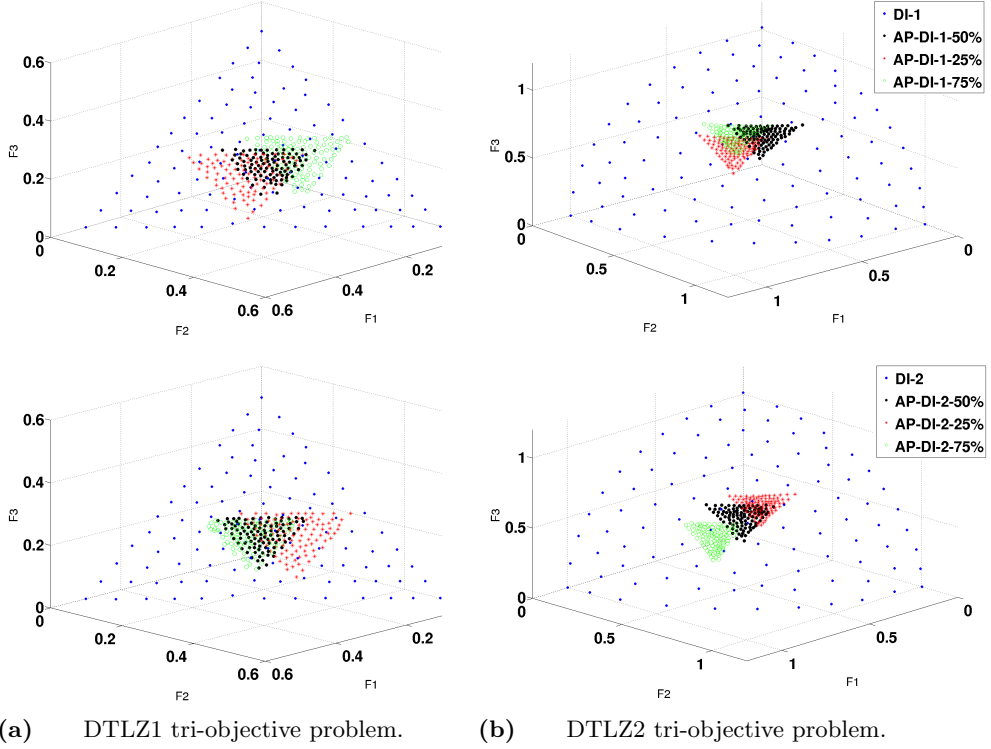 0.6
0.4
0.2
0
F3
0
0.2
0.4
0.6
F2
0.6
0.4
0.2
F1
1
0.5
0
F3
0
0.5
1
F2
1
0.5
0
F1
DI-1
AP-DI-1-50%
AP-DI-1-25%
AP-DI-1-75%
0.6
0.4
0.2
0
F3
0
0.2
0.4
0.6
F2
0.6
0.4
0.2
F1
1
0.5
0
F3
0
0.5
1
F2
1
0.5
0
F1
DI-2
AP-DI-2-50%
AP-DI-2-25%
AP-DI-2-75%
(a) DTLZ1 tri-objective problem.
(b) DTLZ2 tri-objective problem.